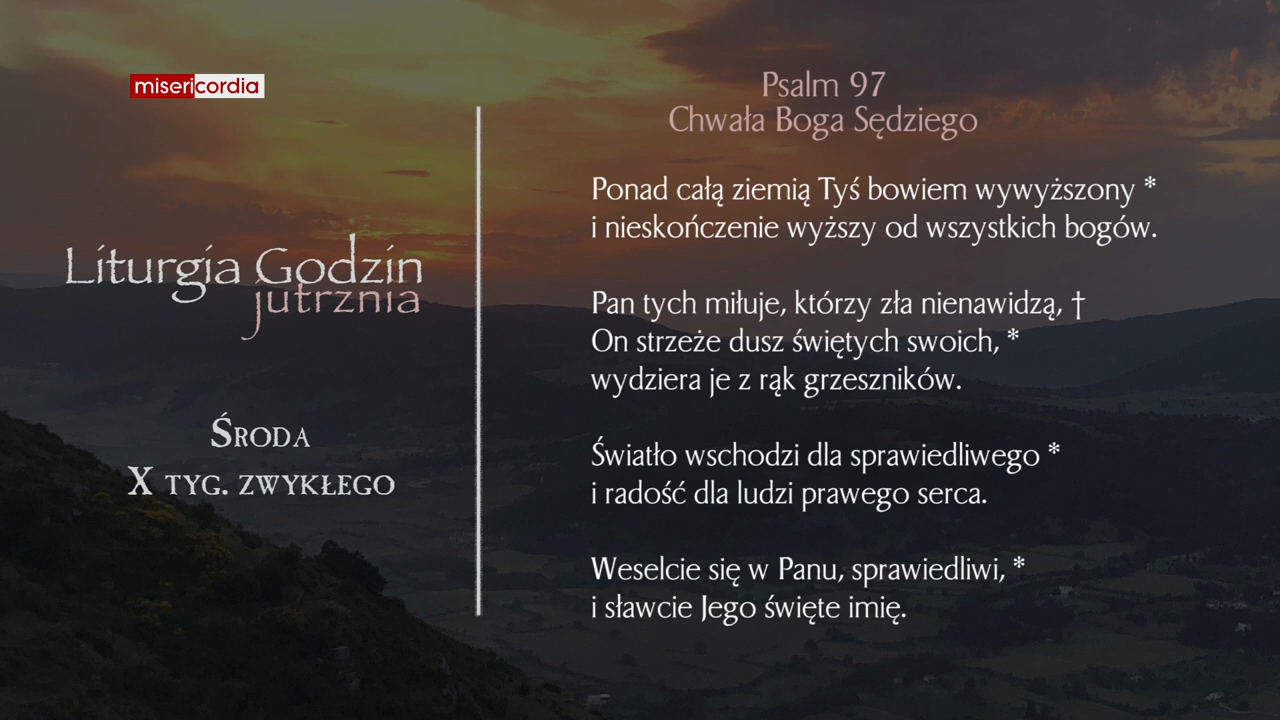 misericordia
Liturgia Godzin
jutrznia
Środa
X tyg. zwykłego
Psalm 97
Chwała Boga Sędziego
Ponad całą ziemią Tyś bowiem wywyższony *
i nieskończenie wyższy od wszystkich bogów.
Pan tych miłuje, którzy zła nienawidzą, †
On strzeże dusz świętych swoich, *
wydziera je z rąk grzeszników.
Światło wschodzi dla sprawiedliwego *
i radość dla ludzi prawego serca.
Weselcie się w Panu, sprawiedliwi, *
i sławcie Jego święte imię.